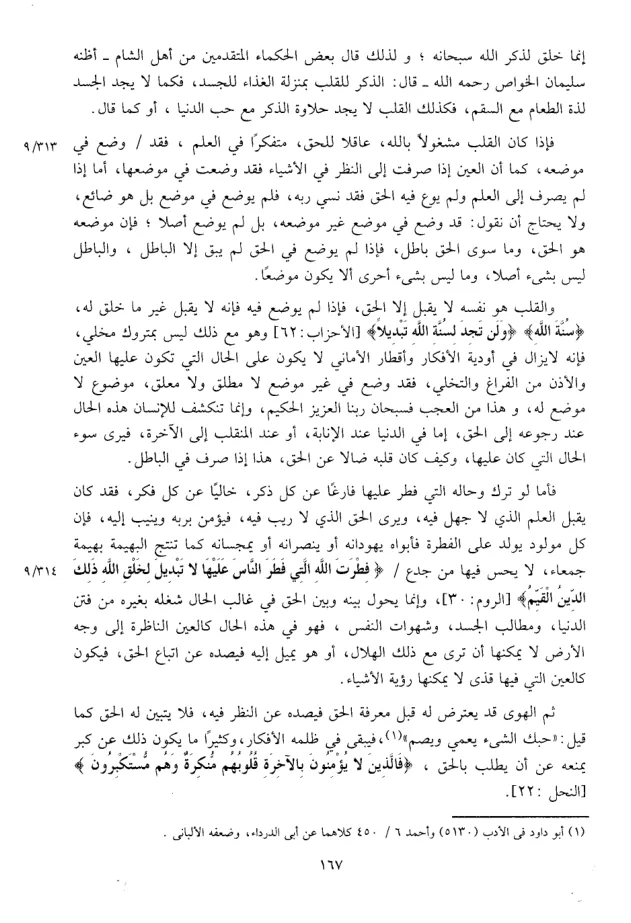 إنما خلق لذكر الله سبحانه ؛ و لذلك قال بعض الحكماء المتقدمين من أهل الشام ــ أظنه
سليمان الخواص رحمه الله ــ قال: الذكر للقلب بمنزلة الغذاء للجسد، فكما لا يجد الجسد
لذة الطعام مع السقم، فكذلك القلب لا يجد حلاوة الذكر مع حب الدنيا ، أو كما قال.
فإذا كان القلب مشغولاً بالله، عاقلا للحق، متفكرًا في العلم ، فقد / وضع في ٩/٣١٣
موضعه، كما أن العين إذا صرفت إلى النظر في الأشياء فقد وضعت في موضعها، أما إذا
لم يصرف إلى العلم ولم يوع فيه الحق فقد نسي ربه، فلم يوضع في موضع بل هو ضائع،
ولا يحتاج أن نقول: قد وضع في موضع غير موضعه، بل لم يوضع أصلا ؛ فإن موضعه
هو الحق، وما سوى الحق باطل، فإذا لم يوضع في الحق لم يبق إلا الباطل ، والباطل
ليس بشىء أصلا، وما ليس بشىء أحرى ألا يكون موضعًا.
والقلب هو نفسه لا يقبل إلا الحق، فإذا لم يوضع فيه فإنه لا يقبل غير ما خلق له،
﴿سُنَّةَ اللَّه﴾ ﴿وَلَن تَجِدَ لِسُنَّةِ اللَّه تَبْدِيلاً﴾ [الأحزاب:٦٢] وهو مع ذلك ليس بمتروك مخلي،
فإنه لايزال في أودية الأفكار وأقطار الأماني لا يكون على الحال التي تكون عليها العين
والأذن من الفراغ والتخلي، فقد وضع في غير موضع لا مطلق ولا معلق، موضوع لا
موضع له، و هذا من العجب فسبحان ربنا العزيز الحكيم، وإنما تنكشف للإنسان هذه الحال
عند رجوعه إلى الحق، إما في الدنيا عند الإنابة، أو عند المنقلب إلى الآخرة، فيرى سوء
الحال التي كان عليها، وكيف كان قلبه ضالا عن الحق، هذا إذا صرف في الباطل.
فأما لو ترك وحاله التي فطر عليها فارغًا عن كل ذكر، خاليًا عن كل فكر، فقد كان
يقبل العلم الذي لا جهل فيه، ويرى الحق الذي لا ريب فيه، فيؤمن بربه وينيب إليه، فإن
كل مولود يولد على الفطرة فأبواه يهودانه أو ينصرانه أو يمجسانه كما تنتج البهيمة بهيمة
جمعاء، لا يحس فيها من جدع / ﴿ فِطْرَتَ اللَّه الَّتِي فَطَرَ النَّاسَ عَلَيْهَا لا تَبْدِيلَ لِخَلْقِ اللَّهِ ذَلِكَ ٩/٣١٤
الدِّينُ الْقَيِّمُ﴾ [الروم:٣٠]، وإنما يحول بينه وبين الحق في غالب الحال شغله بغيره من فتن
الدنيا، ومطالب الجسد، وشهوات النفس ، فهو في هذه الحال كالعين الناظرة إلى وجه
الأرض لا يمكنها أن ترى مع ذلك الهلال، أو هو يميل إليه فيصده عن اتباع الحق، فيكون
كالعين التي فيها قذى لا يمكنها رؤية الأشياء.
ثم الهوى قد يعترض له قبل معرفة الحق فيصده عن النظر فيه، فلا يتبين له الحق كما
قيل:«حبك الشىء يعمي ويصم»(١)،فيبقى في ظلمه الأفكار،وكثيرًا ما يكون ذلك عن كبر
يمنعه عن أن يطلب بالحق ، ﴿فَالَّذِينَ لا يُؤْمِنُونَ بِالآخِرَةِ قُلُوبُهُم مُّنكِرَةٌ وَهُم مُّسْتَكْبِرُونَ ﴾
[النحل :٢٢].
(١) أبو داود فى الأدب (٥١٣٠) وأحمد ٦ / ٤٥٠ كلاهما عن أبى الدرداء، وضعفه الألبانى .
١٦٧